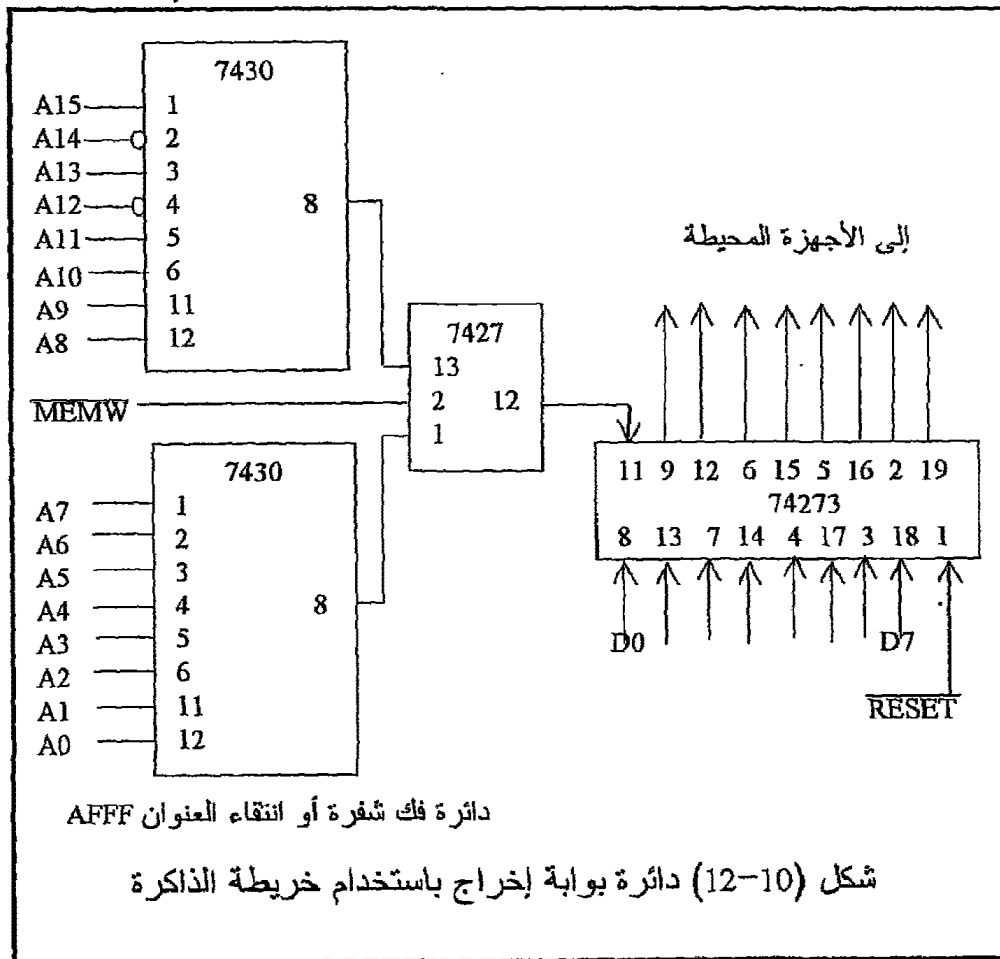 7430
A15 1
A14 2
A13 3
A12 4 8
A11 5
A10 6
A9 11
A8 12
إلى الأجهزة المحيطة
7427
13
MEMW 2 12
1
7430
A7 1
A6 2
A5 3
A4 4 8
A3 5
A2 6
A1 11
A0 12
11 9 12 6 15 5 16 2 19
74273
8 13 7 14 4 17 3 18 1
D0 D7
RESET
دائرة فك شفرة أو انتقاء العنوان AFFF
شكل (10-12) دائرة بوابة إخراج باستخدام خريطة الذاكرة